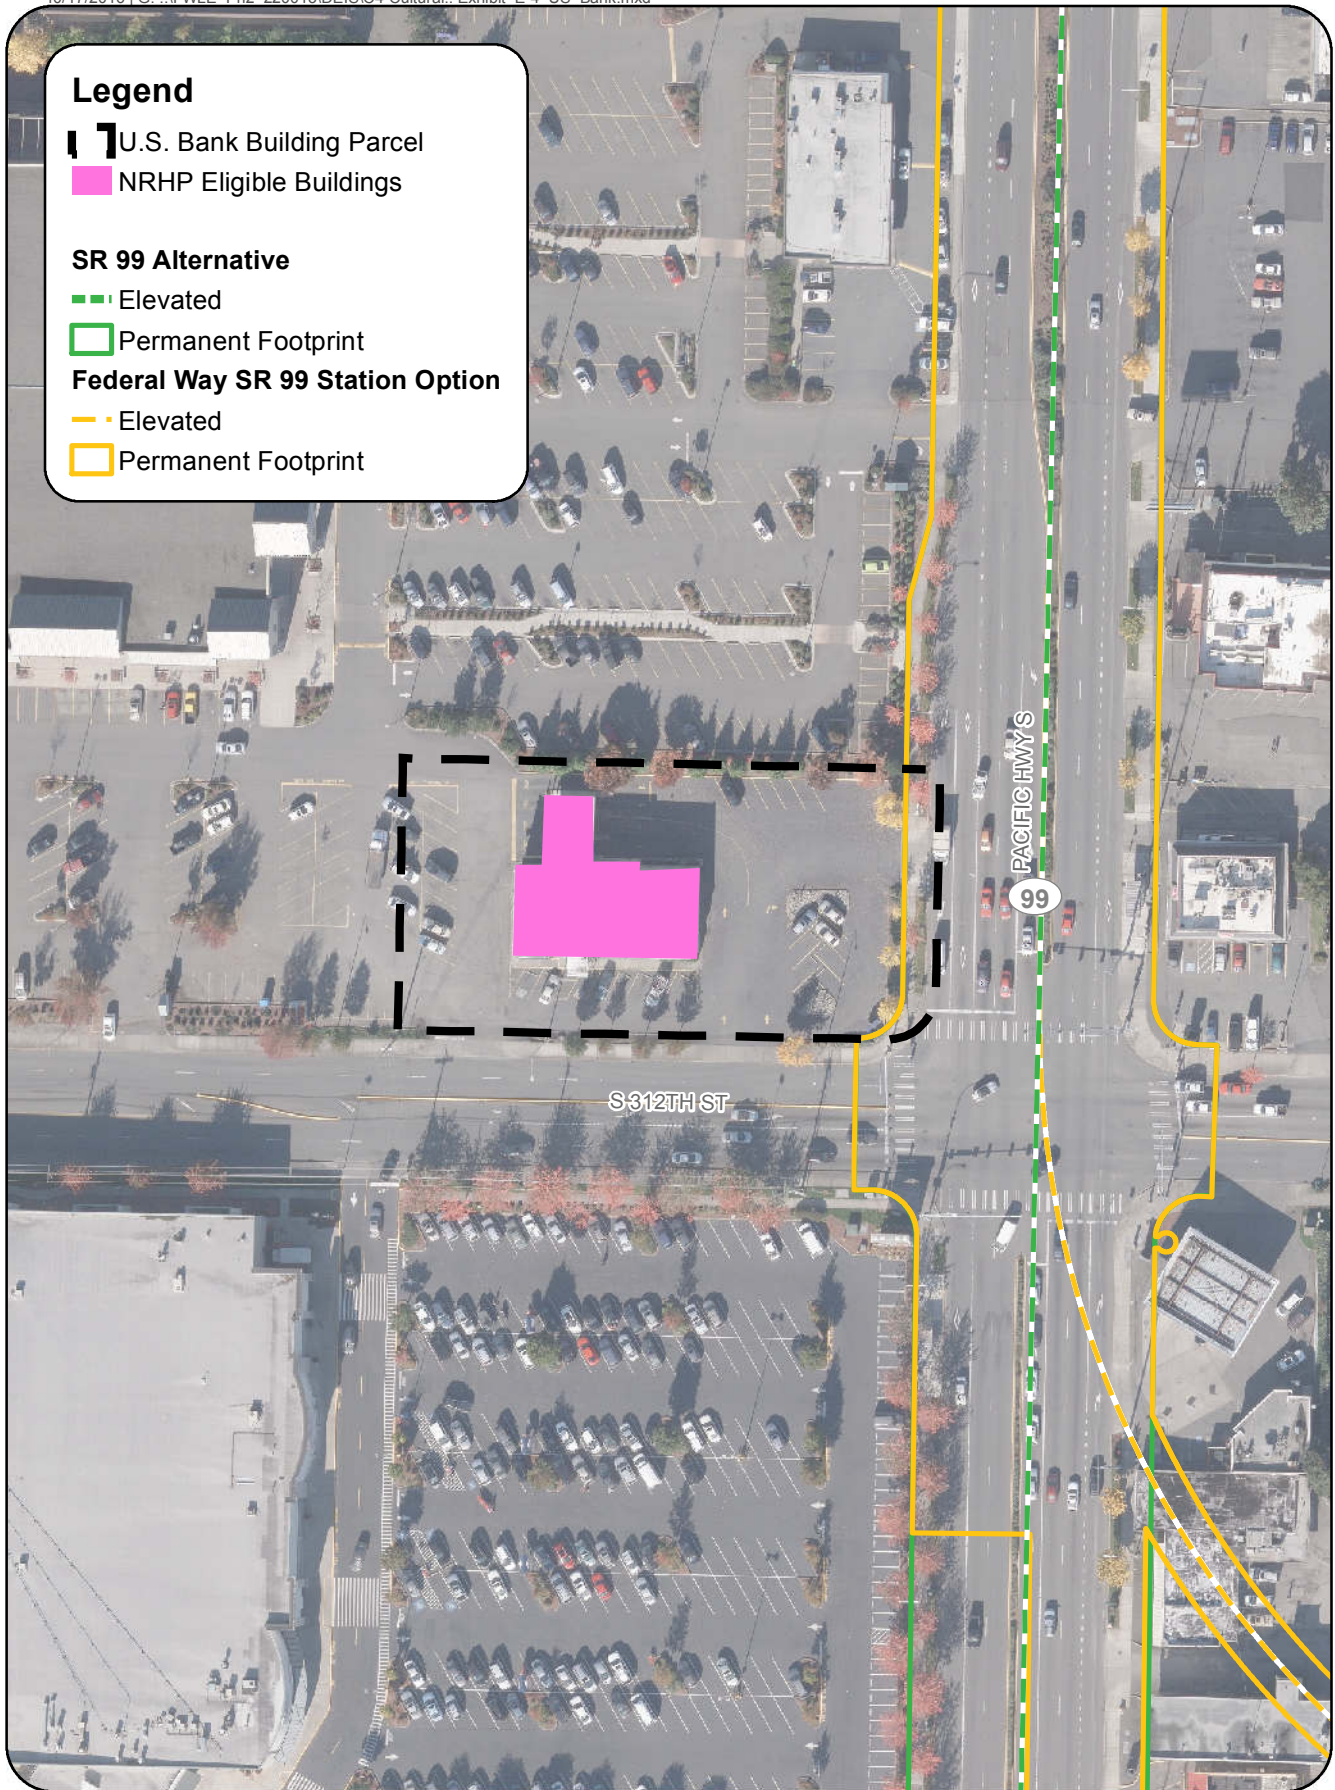 Legend
U.S. Bank Building Parcel
NRHP Eligible Buildings
SR 99 Alternative
Elevated
Permanent Footprint
Federal Way SR 99 Station Option
Elevated
Permanent Footprint
PACIFIC HWY S
99
S 312TH ST